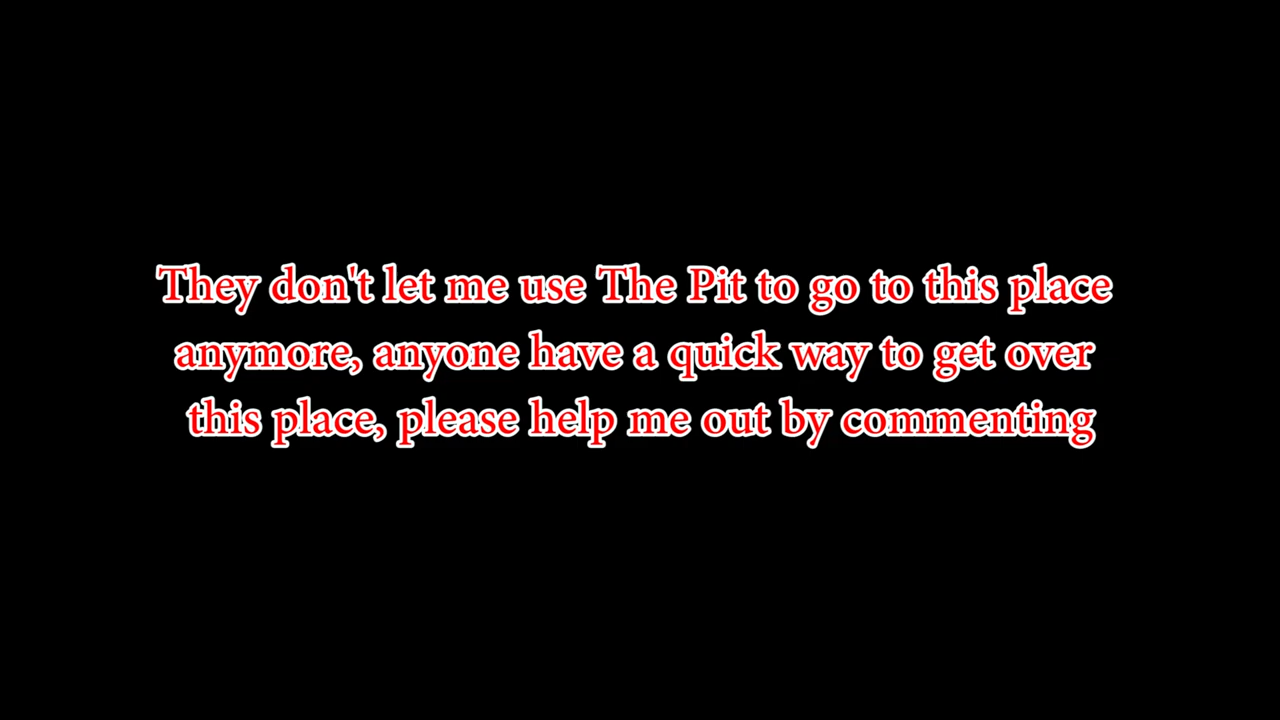 They don't let me use The Pit to go to this place
anymore, anyone have a quick way to get over
this place, please help me out by commenting